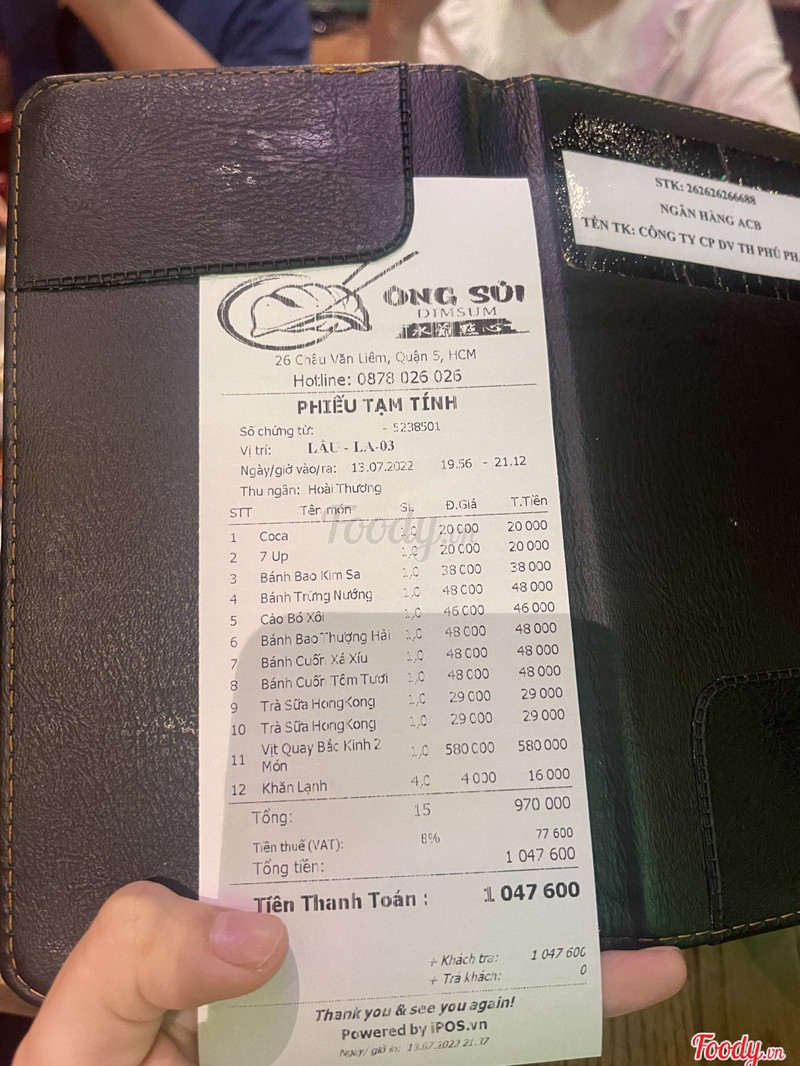 STK: 262626266688
NGÂN HÀNG ACB
TÊN TK: CÔNG TY CP DV TH PHÚ
ÔNG SỦI
DIMSUM
點心
26 Châu Văn Liêm, Quận 5, HCM
Hotline: 0878 026 026
PHIẾU TẠM TÍNH
Số chứng từ: - 5238501
Vị trí: LẦU - LA-03
Ngày/giờ vào/ra: 13.07.2022 19.56 - 21.12
Thu ngân: Hoài Thương
STT Tên món SL Đ.Giá T.Tiền
1 Coca 1,0 20 000 20 000
2 7 Up 1,0 20 000 20 000
3 Bánh Bao Kim Sa 1,0 38 000 38 000
4 Bánh Trứng Nướng 1,0 48 000 48 000
5 Cảo Bó Xôi 1,0 46 000 46 000
6 Bánh Bao Thượng Hải 1,0 48 000 48 000
7 Bánh Cuốn Xá Xíu 1,0 48 000 48 000
8 Bánh Cuốn Tôm Tươi 1,0 48 000 48 000
9 Trà Sữa HongKong 1,0 29 000 29 000
10 Trà Sữa HongKong 1,0 29 000 29 000
11 Vịt Quay Bắc Kinh 2 1,0 580 000 580 000
Món
12 Khăn Lạnh 4,0 4 000 16 000
Tổng: 15 970 000
Tiền thuế (VAT): 8% 77 600
Tổng tiền: 1 047 600
Tiền Thanh Toán : 1 047 600
+ Khách trả: 1 047 600
+ Trả khách: 0
Thank you & see you again!
Powered by iPOS.vn
Ngày/ giờ in: 13.07.2022 21.37
Foody.vn
Foody.vn